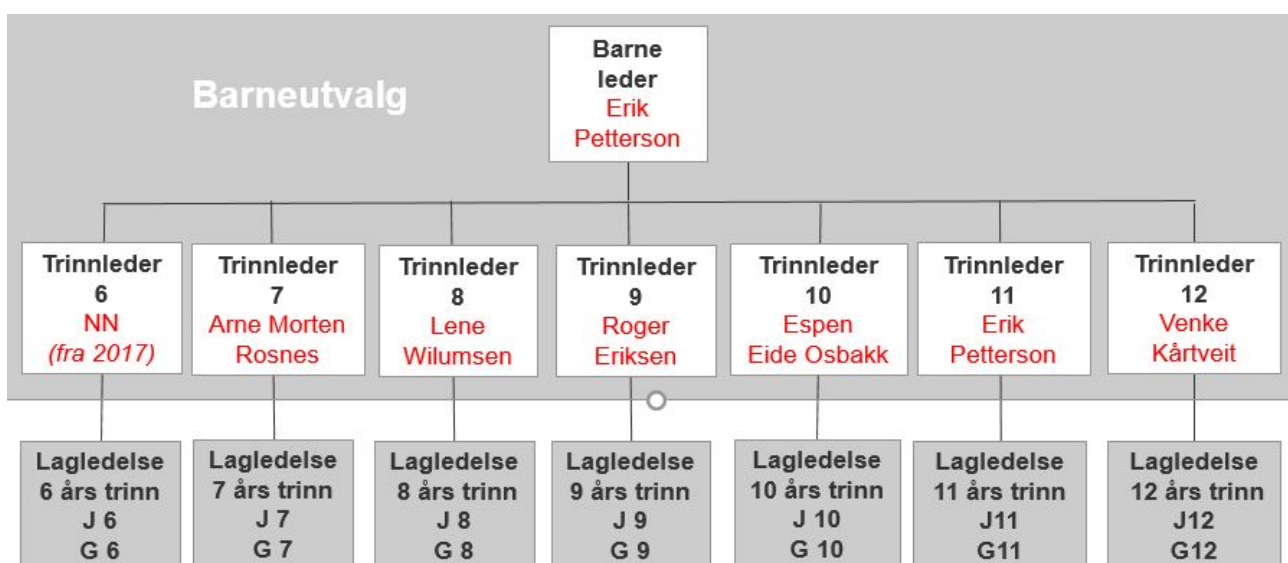 Barneutvalg
Barne
leder
Erik
Petterson
Trinnleder
6
NN
(fra 2017)
Trinnleder
7
Arne Morten
Rosnes
Trinnleder
8
Lene
Wilumsen
Trinnleder
9
Roger
Eriksen
Trinnleder
10
Espen
Eide Osbakk
Trinnleder
11
Erik
Petterson
Trinnleder
12
Venke
Kårtveit
Lagledelse
6 års trinn
J 6
G 6
Lagledelse
7 års trinn
J 7
G 7
Lagledelse
8 års trinn
J 8
G 8
Lagledelse
9 års trinn
J 9
G 9
Lagledelse
10 års trinn
J 10
G 10
Lagledelse
11 års trinn
J11
G11
Lagledelse
12 års trinn
J12
G12